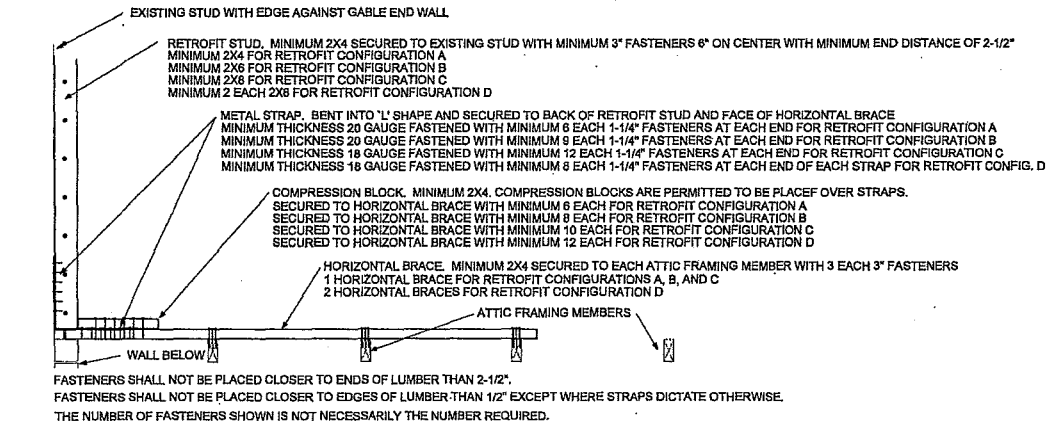 EXISTING STUD WITH EDGE AGAINST GABLE END WALL
RETROFIT STUD. MINIMUM 2X4 SECURED TO EXISTING STUD WITH MINIMUM 3" FASTENERS 6" ON CENTER WITH MINIMUM END DISTANCE OF 2-1/2"
MINIMUM 2X4 FOR RETROFIT CONFIGURATION A
MINIMUM 2X6 FOR RETROFIT CONFIGURATION B
MINIMUM 2X8 FOR RETROFIT CONFIGURATION C
MINIMUM 2 EACH 2X8 FOR RETROFIT CONFIGURATION D
METAL STRAP. BENT INTO 'L' SHAPE AND SECURED TO BACK OF RETROFIT STUD AND FACE OF HORIZONTAL BRACE
MINIMUM THICKNESS 20 GAUGE FASTENED WITH MINIMUM 6 EACH 1-1/4" FASTENERS AT EACH END FOR RETROFIT CONFIGURATION A
MINIMUM THICKNESS 20 GAUGE FASTENED WITH MINIMUM 9 EACH 1-1/4" FASTENERS AT EACH END FOR RETROFIT CONFIGURATION B
MINIMUM THICKNESS 18 GAUGE FASTENED WITH MINIMUM 12 EACH 1-1/4" FASTENERS AT EACH END FOR RETROFIT CONFIGURATION C
MINIMUM THICKNESS 18 GAUGE FASTENED WITH MINIMUM 8 EACH 1-1/4" FASTENERS AT EACH END OF EACH STRAP FOR RETROFIT CONFIG. D
COMPRESSION BLOCK. MINIMUM 2X4. COMPRESSION BLOCKS ARE PERMITTED TO BE PLACEF OVER STRAPS.
SECURED TO HORIZONTAL BRACE WITH MINIMUM 6 EACH FOR RETROFIT CONFIGURATION A
SECURED TO HORIZONTAL BRACE WITH MINIMUM 8 EACH FOR RETROFIT CONFIGURATION B
SECURED TO HORIZONTAL BRACE WITH MINIMUM 10 EACH FOR RETROFIT CONFIGURATION C
SECURED TO HORIZONTAL BRACE WITH MINIMUM 12 EACH FOR RETROFIT CONFIGURATION D
HORIZONTAL BRACE. MINIMUM 2X4 SECURED TO EACH ATTIC FRAMING MEMBER WITH 3 EACH 3" FASTENERS
1 HORIZONTAL BRACE FOR RETROFIT CONFIGURATIONS A, B, AND C
2 HORIZONTAL BRACES FOR RETROFIT CONFIGURATION D
ATTIC FRAMING MEMBERS
WALL BELOW
FASTENERS SHALL NOT BE PLACED CLOSER TO ENDS OF LUMBER THAN 2-1/2".
FASTENERS SHALL NOT BE PLACED CLOSER TO EDGES OF LUMBER THAN 1/2" EXCEPT WHERE STRAPS DICTATE OTHERWISE.
THE NUMBER OF FASTENERS SHOWN IS NOT NECESSARILY THE NUMBER REQUIRED.